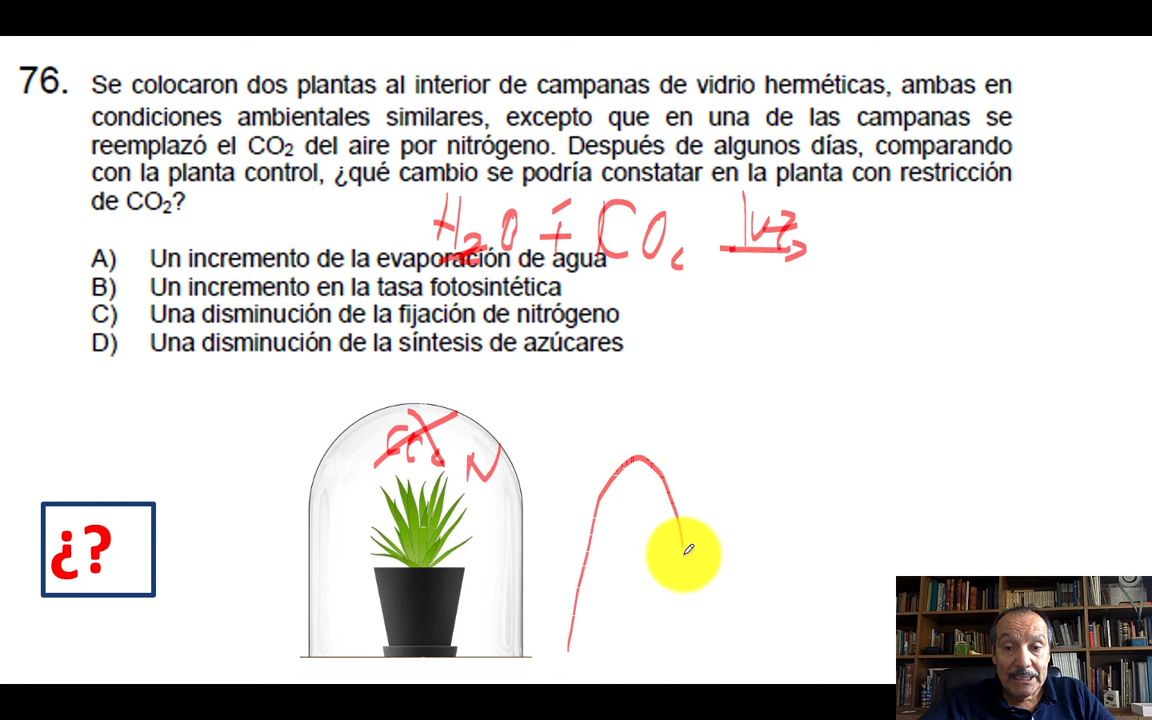 76. Se colocaron dos plantas al interior de campanas de vidrio herméticas, ambas en
condiciones ambientales similares, excepto que en una de las campanas se
reemplazó el CO₂ del aire por nitrógeno. Después de algunos días, comparando
con la planta control, ¿qué cambio se podría constatar en la planta con restricción
de CO₂?
H₂O + CO₂ luz
A) Un incremento de la evaporación de agua
B) Un incremento en la tasa fotosintética
C) Una disminución de la fijación de nitrógeno
D) Una disminución de la síntesis de azúcares
N
¿?